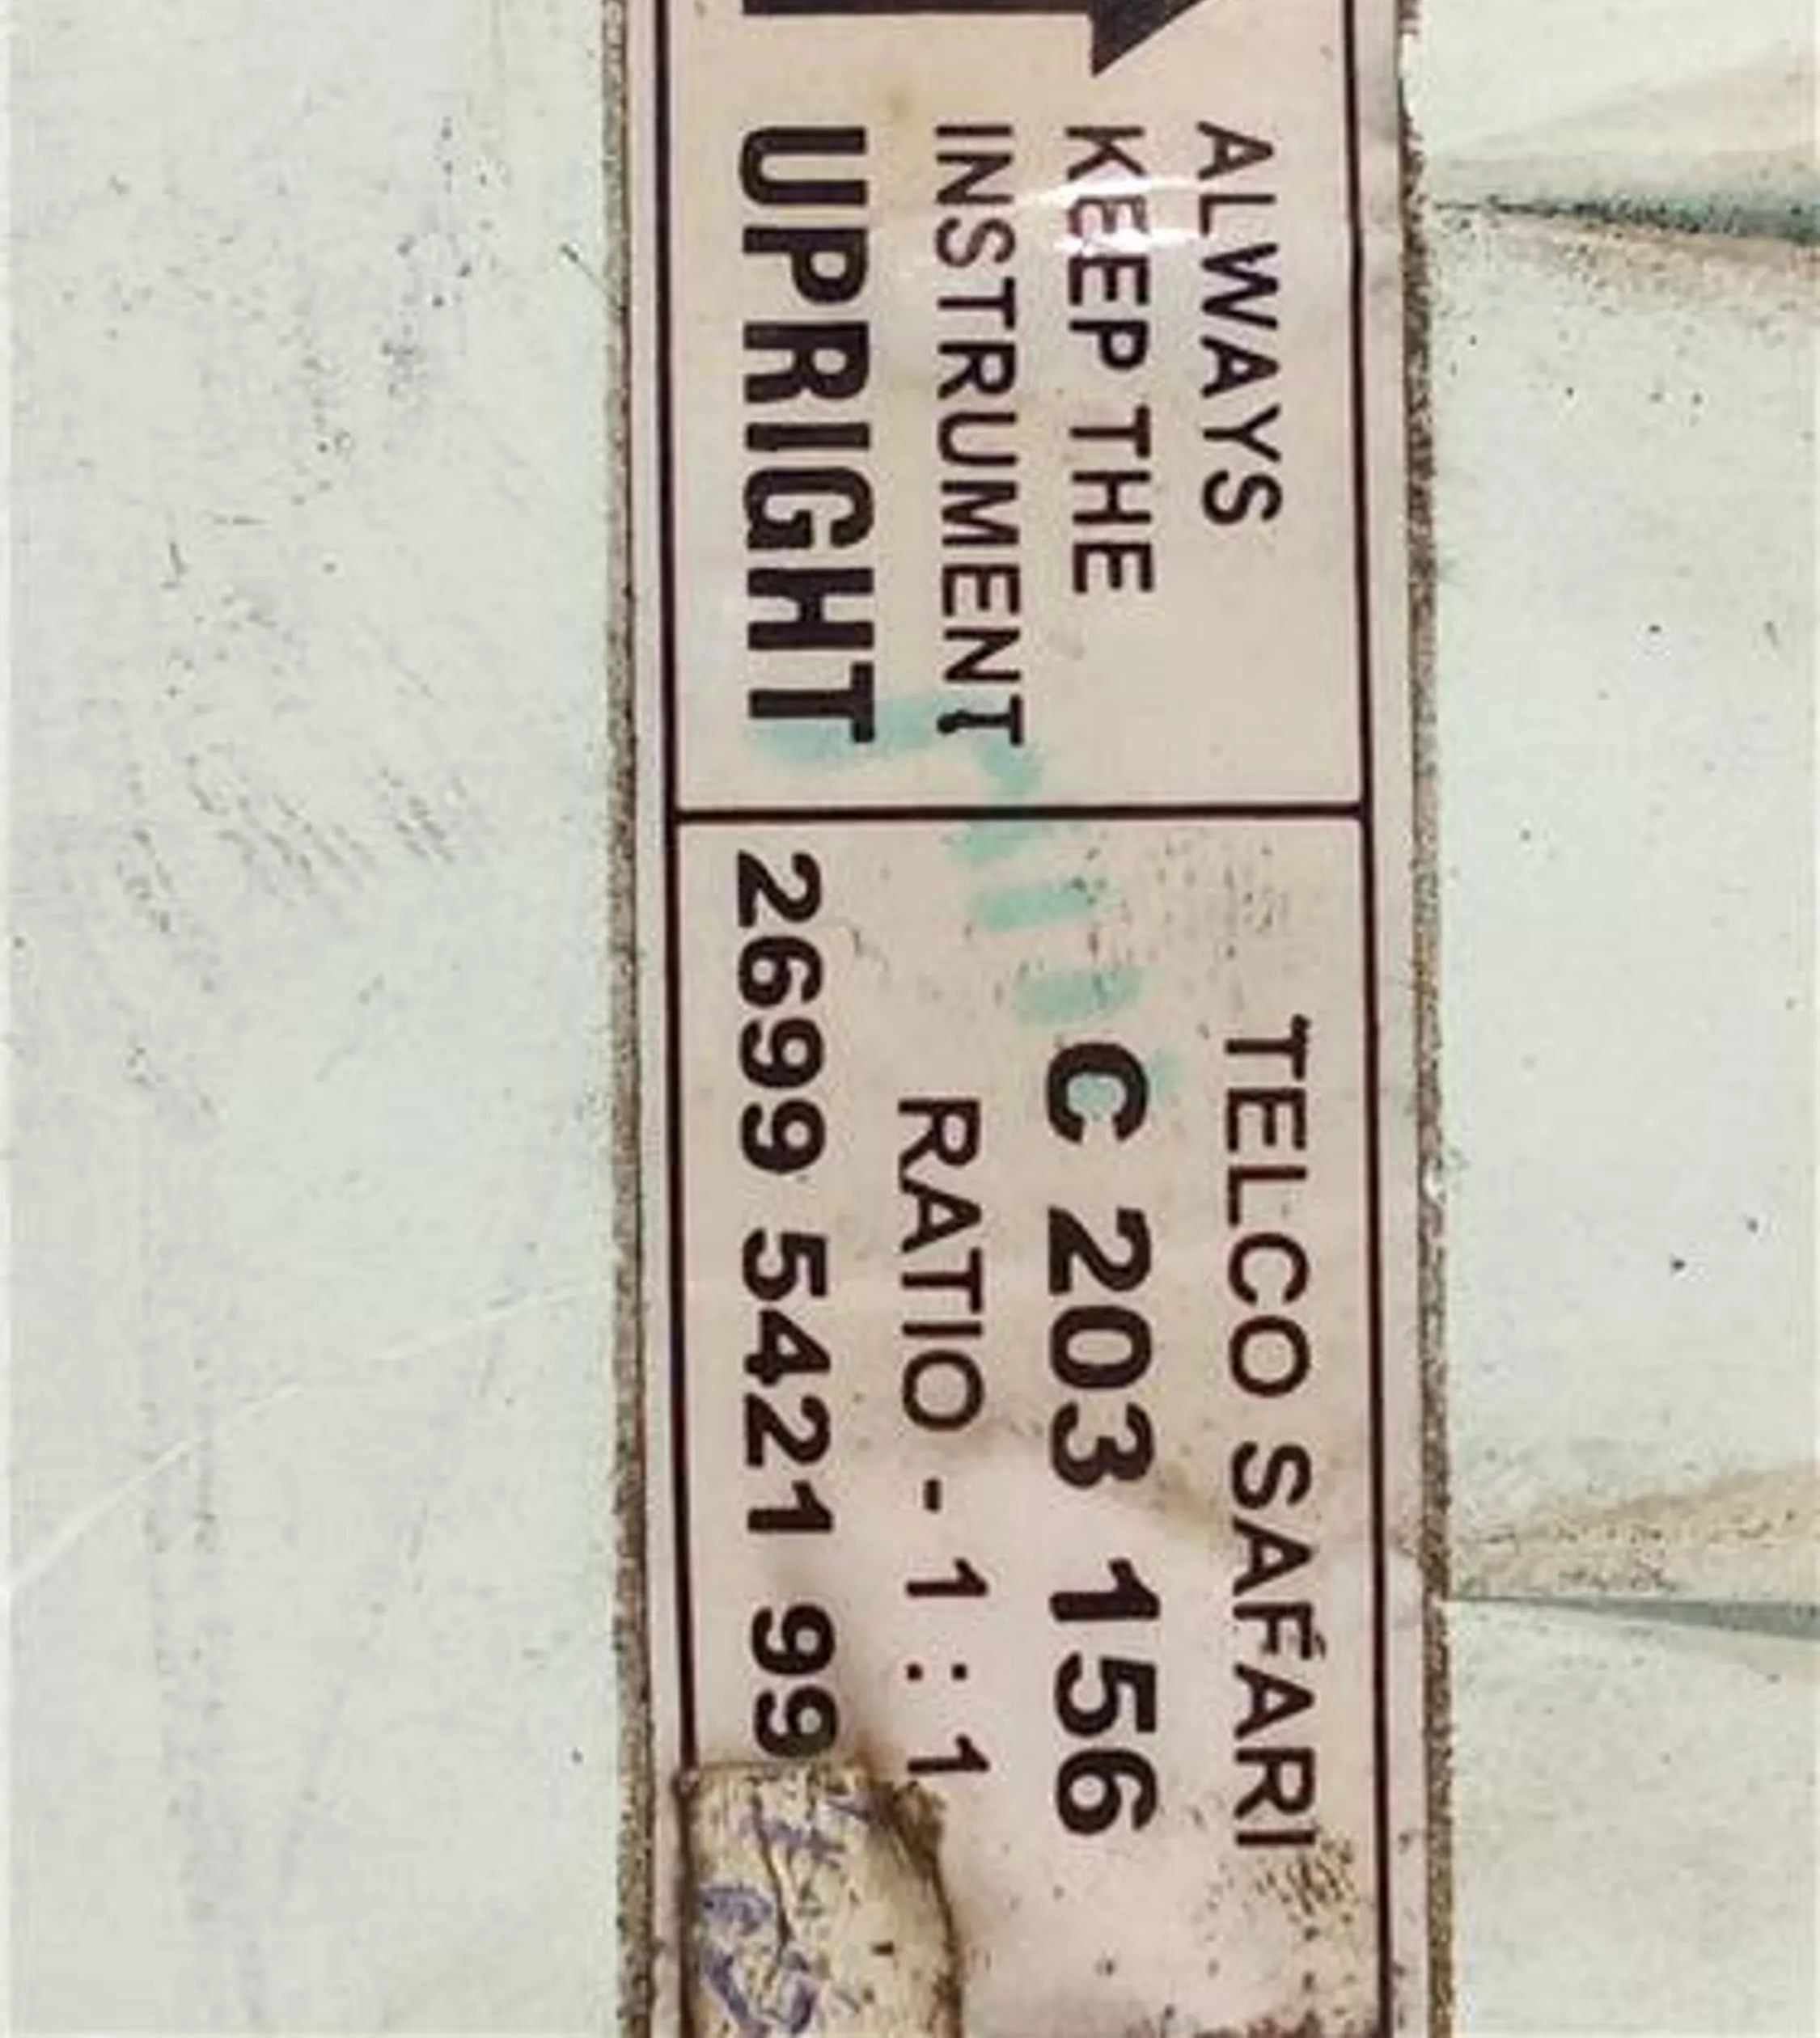 ALWAYS
KEEP THE
INSTRUMENT
UPRIGHT
TELCO SAFARI
C 203 156
RATIO - 1 : 1
2699 5421 99